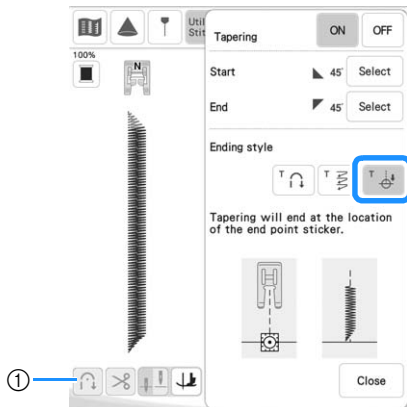 Util
Stit
100%
N
Tapering
ON
OFF
Start
45°
Select
End
45°
Select
Ending style
T
T
T
Tapering will end at the location
of the end point sticker.
①
Close